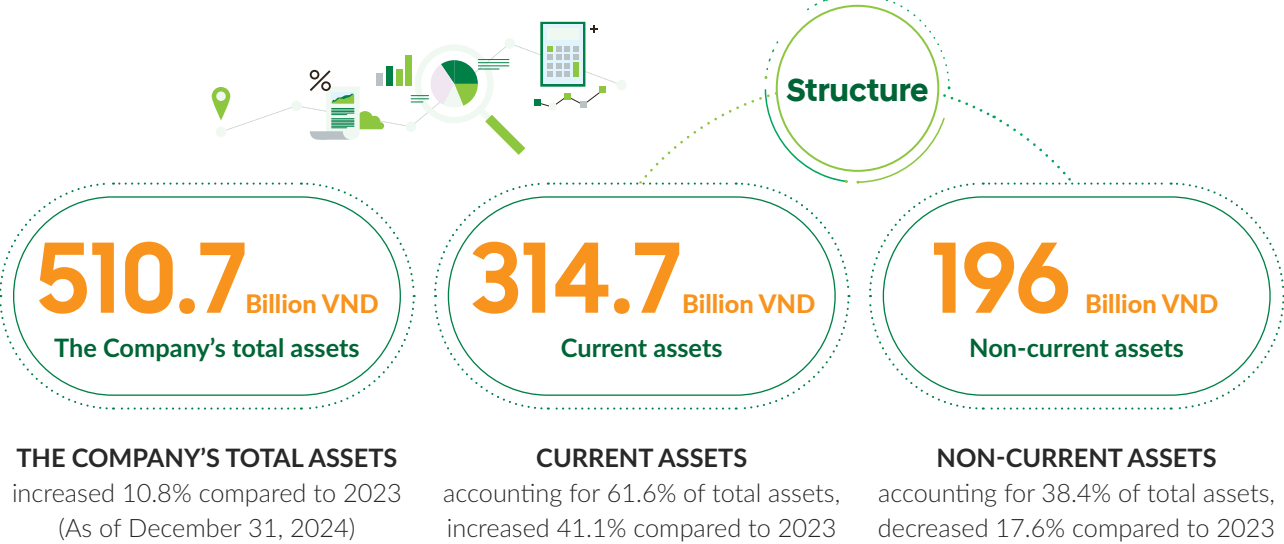 %
+
Structure
510.7 Billion VND
The Company's total assets
314.7 Billion VND
Current assets
196 Billion VND
Non-current assets
THE COMPANY'S TOTAL ASSETS
increased 10.8% compared to 2023
(As of December 31, 2024)
CURRENT ASSETS
accounting for 61.6% of total assets,
increased 41.1% compared to 2023
NON-CURRENT ASSETS
accounting for 38.4% of total assets,
decreased 17.6% compared to 2023